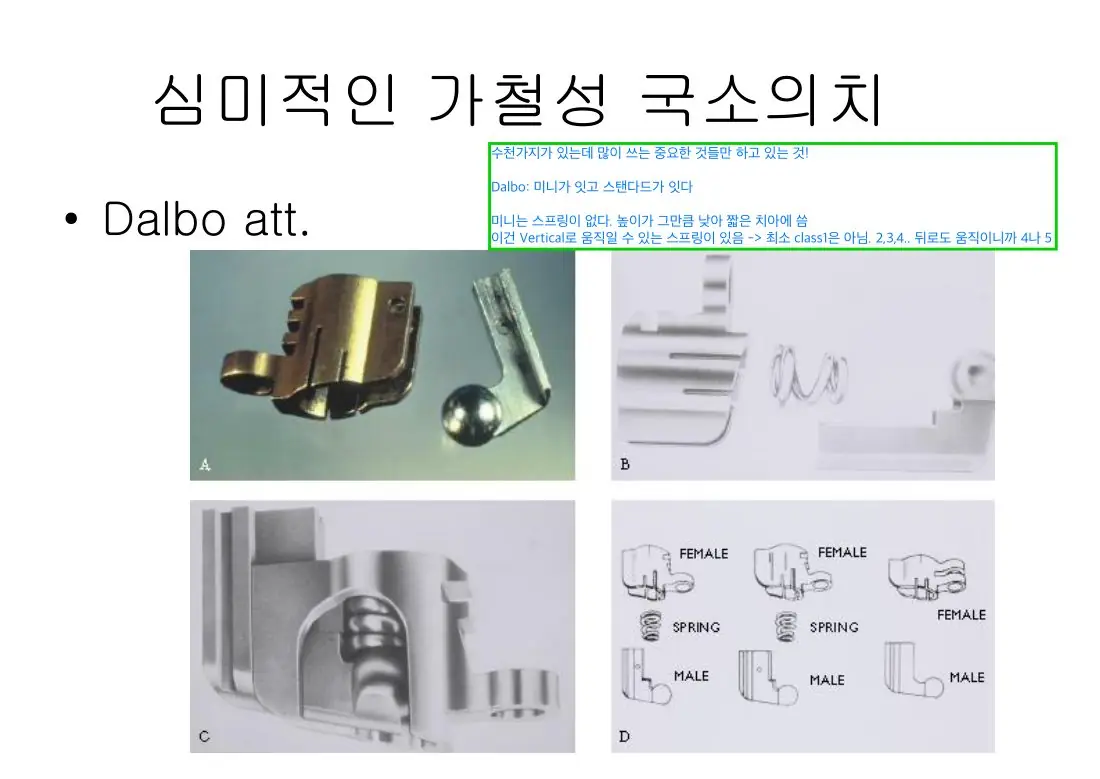 심미적인 가철성 국소의치
수천가지가 있는데 많이 쓰는 중요한 것들만 하고 있는 것!
Dalbo: 미니가 잇고 스탠다드가 잇다
미니는 스프링이 없다. 높이가 그만큼 낮아 짧은 치아에 씀
이건 Vertical로 움직일 수 있는 스프링이 있음 -> 최소 class1은 아님. 2,3,4.. 뒤로도 움직이니까 4나 5
• Dalbo att.
A
B
C
FEMALE
FEMALE
FEMALE
SPRING
SPRING
MALE
MALE
MALE
D